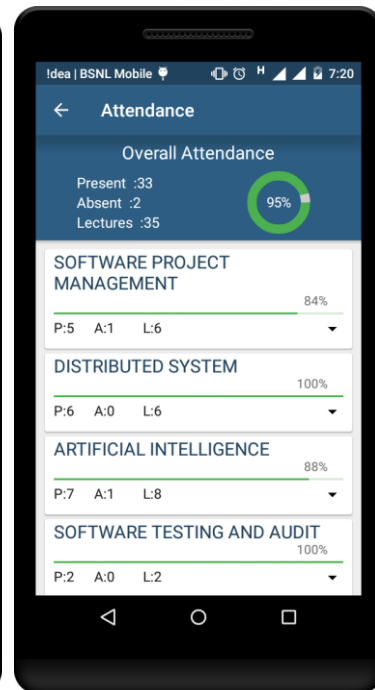 !dea | BSNL Mobile H 7:20
Attendance
Overall Attendance
Present :33
Absent :2
Lectures :35
95%
SOFTWARE PROJECT
MANAGEMENT
84%
P:5 A:1 L:6
DISTRIBUTED SYSTEM
100%
P:6 A:0 L:6
ARTIFICIAL INTELLIGENCE
88%
P:7 A:1 L:8
SOFTWARE TESTING AND AUDIT
100%
P:2 A:0 L:2